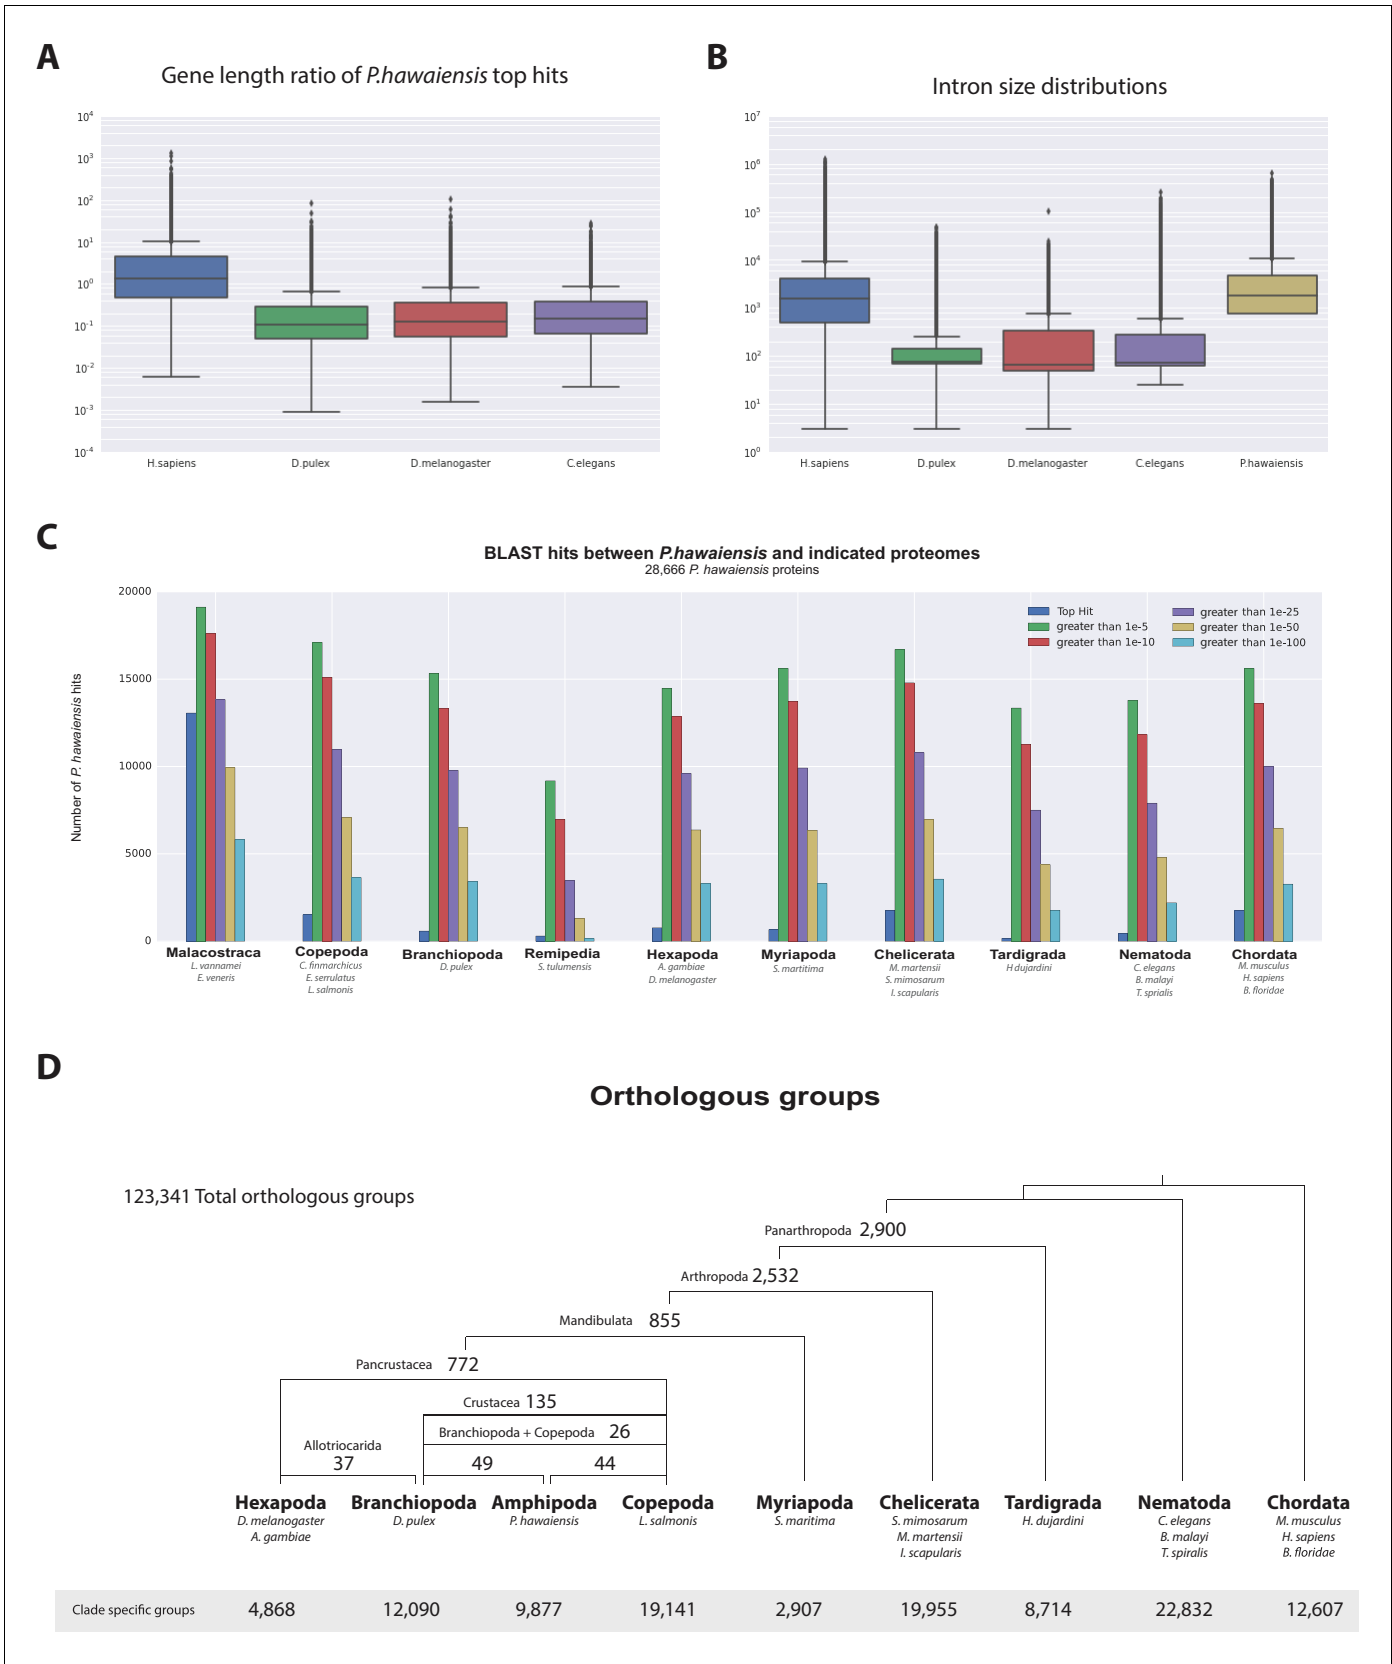 A
Gene length ratio of P.hawaiensis top hits
10^4
10^3
10^2
10^1
10^0
10^-1
10^-2
10^-3
10^-4
H.sapiens D.pulex D.melanogaster C.elegans
B
Intron size distributions
10^7
10^6
10^5
10^4
10^3
10^2
10^1
10^0
H.sapiens D.pulex D.melanogaster C.elegans P.hawaiensis
C
BLAST hits between P.hawaiensis and indicated proteomes
28,666 P. hawaiensis proteins
Number of P. hawaiensis hits
20000
15000
10000
5000
0
Top Hit
greater than 1e-5
greater than 1e-10
greater than 1e-25
greater than 1e-50
greater than 1e-100
Malacostraca
L. vannamei
E. veneris
Copepoda
C. finmarchicus
E. serrulatus
L. salmonis
Branchiopoda
D. pulex
Remipedia
S. tulumensis
Hexapoda
A. gambiae
D. melanogaster
Myriapoda
S. martitima
Chelicerata
M. martensii
S. mimosarum
I. scapularis
Tardigrada
H dujardini
Nematoda
C. elegans
B. malayi
T. sprialis
Chordata
M. musculus
H. sapiens
B. floridae
D
Orthologous groups
123,341 Total orthologous groups
Panarthropoda 2,900
Arthropoda 2,532
Mandibulata 855
Pancrustacea 772
Crustacea 135
Branchiopoda + Copepoda 26
Allotriocarida
37 49 44
Hexapoda
D. melanogaster
A. gambiae
Branchiopoda
D. pulex
Amphipoda
P. hawaiensis
Copepoda
L. salmonis
Myriapoda
S. maritima
Chelicerata
S. mimosarum
M. martensii
I. scapularis
Tardigrada
H. dujardini
Nematoda
C. elegans
B. malayi
T. spiralis
Chordata
M. musculus
H. sapiens
B. floridae
Clade specific groups 4,868 12,090 9,877 19,141 2,907 19,955 8,714 22,832 12,607